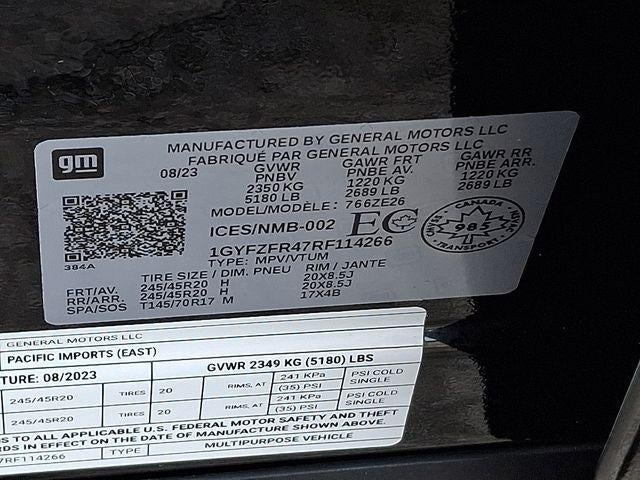 gm
MANUFACTURED BY GENERAL MOTORS LLC
FABRIQUÉ PAR GENERAL MOTORS LLC
08/23 GVWR GAWR FRT GAWR RR
PNBV PNBE AV. PNBE ARR.
2350 KG 1220 KG 1220 KG
5180 LB 2689 LB 2689 LB
MODEL/MODÈLE: 766ZE26
ICES/NMB-002 EC
CANADA
985
TRANSPORT
1GYFZFR47RF114266
TYPE: MPV/VTUM
384A
TIRE SIZE / DIM. PNEU RIM / JANTE
FRT/AV. 245/45R20 H 20X8.5J
RR/ARR. 245/45R20 H 20X8.5J
SPA/SOS T145/70R17 M 17X4B
GENERAL MOTORS LLC
PACIFIC IMPORTS (EAST)
TURE: 08/2023 GVWR 2349 KG (5180) LBS
245/45R20 TIRES 20 RIMS, AT 241 KPa (35) PSI PSI COLD SINGLE
245/45R20 TIRES 20 RIMS, AT 241 KPa (35) PSI PSI COLD SINGLE
S TO ALL APPLICABLE U.S. FEDERAL MOTOR SAFETY AND THEFT
RDS IN EFFECT ON THE DATE OF MANUFACTURE SHOWN ABOVE.
7RF114266 TYPE MULTIPURPOSE VEHICLE